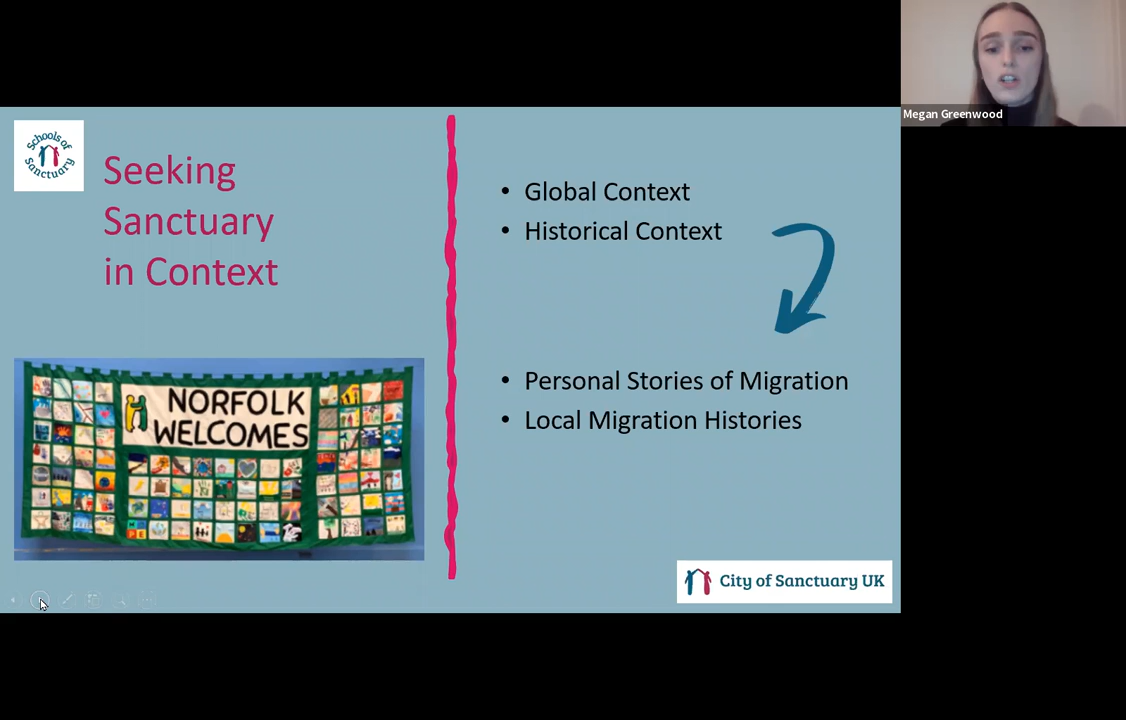 Megan Greenwood
Schools of
Sanctuary
Seeking
Sanctuary
in Context
NORFOLK
WELCOMES
HOPE
• Global Context
• Historical Context
• Personal Stories of Migration
• Local Migration Histories
City of Sanctuary UK